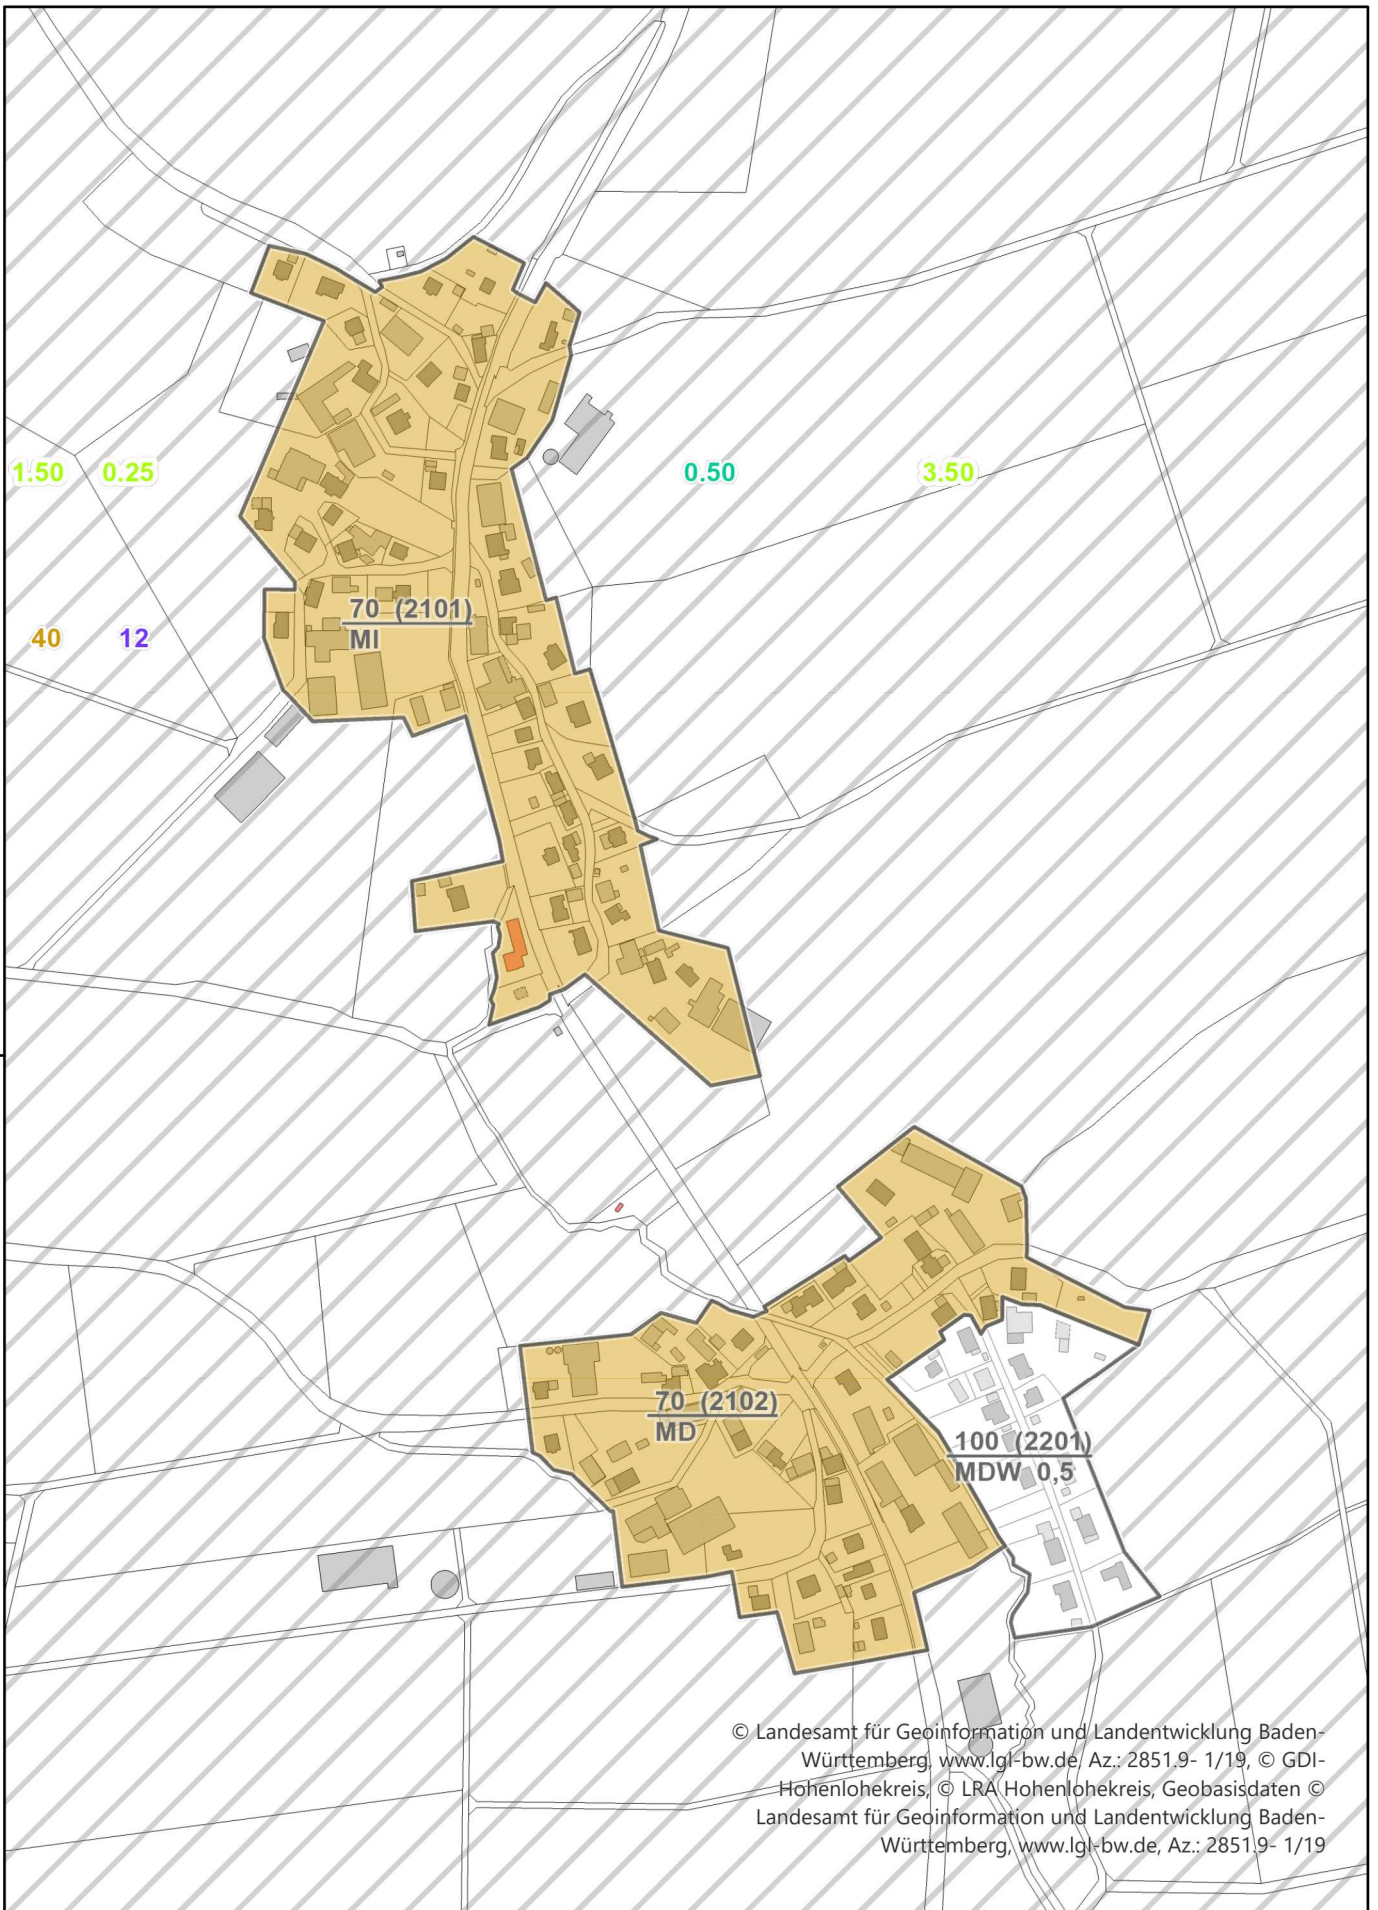 1.50 0.25 0.50 3.50
70 (2101)
MI
40 12
70 (2102)
MD
100 (2201)
MDW 0,5
© Landesamt für Geoinformation und Landentwicklung Baden-
Württemberg, www.lgl-bw.de, Az.: 2851.9- 1/19, © GDI-
Hohenlohekreis, © LRA Hohenlohekreis, Geobasisdaten ©
Landesamt für Geoinformation und Landentwicklung Baden-
Württemberg, www.lgl-bw.de, Az.: 2851.9- 1/19